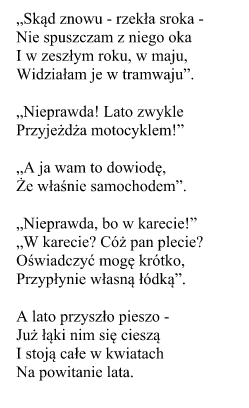 „Skąd znowu - rzekła sroka -
Nie spuszczam z niego oka
I w zeszłym roku, w maju,
Widziałam je w tramwaju”.
„Nieprawda! Lato zwykle
Przyjeżdża motocyklem!”
„A ja wam to dowiodę,
Że właśnie samochodem”.
„Nieprawda, bo w karecie!”
„W karecie? Cóż pan plecie?
Oświadczyć mogę krótko,
Przypłynie własną łódką”.
A lato przyszło pieszo -
Już łąki nim się cieszą
I stoją całe w kwiatach
Na powitanie lata.